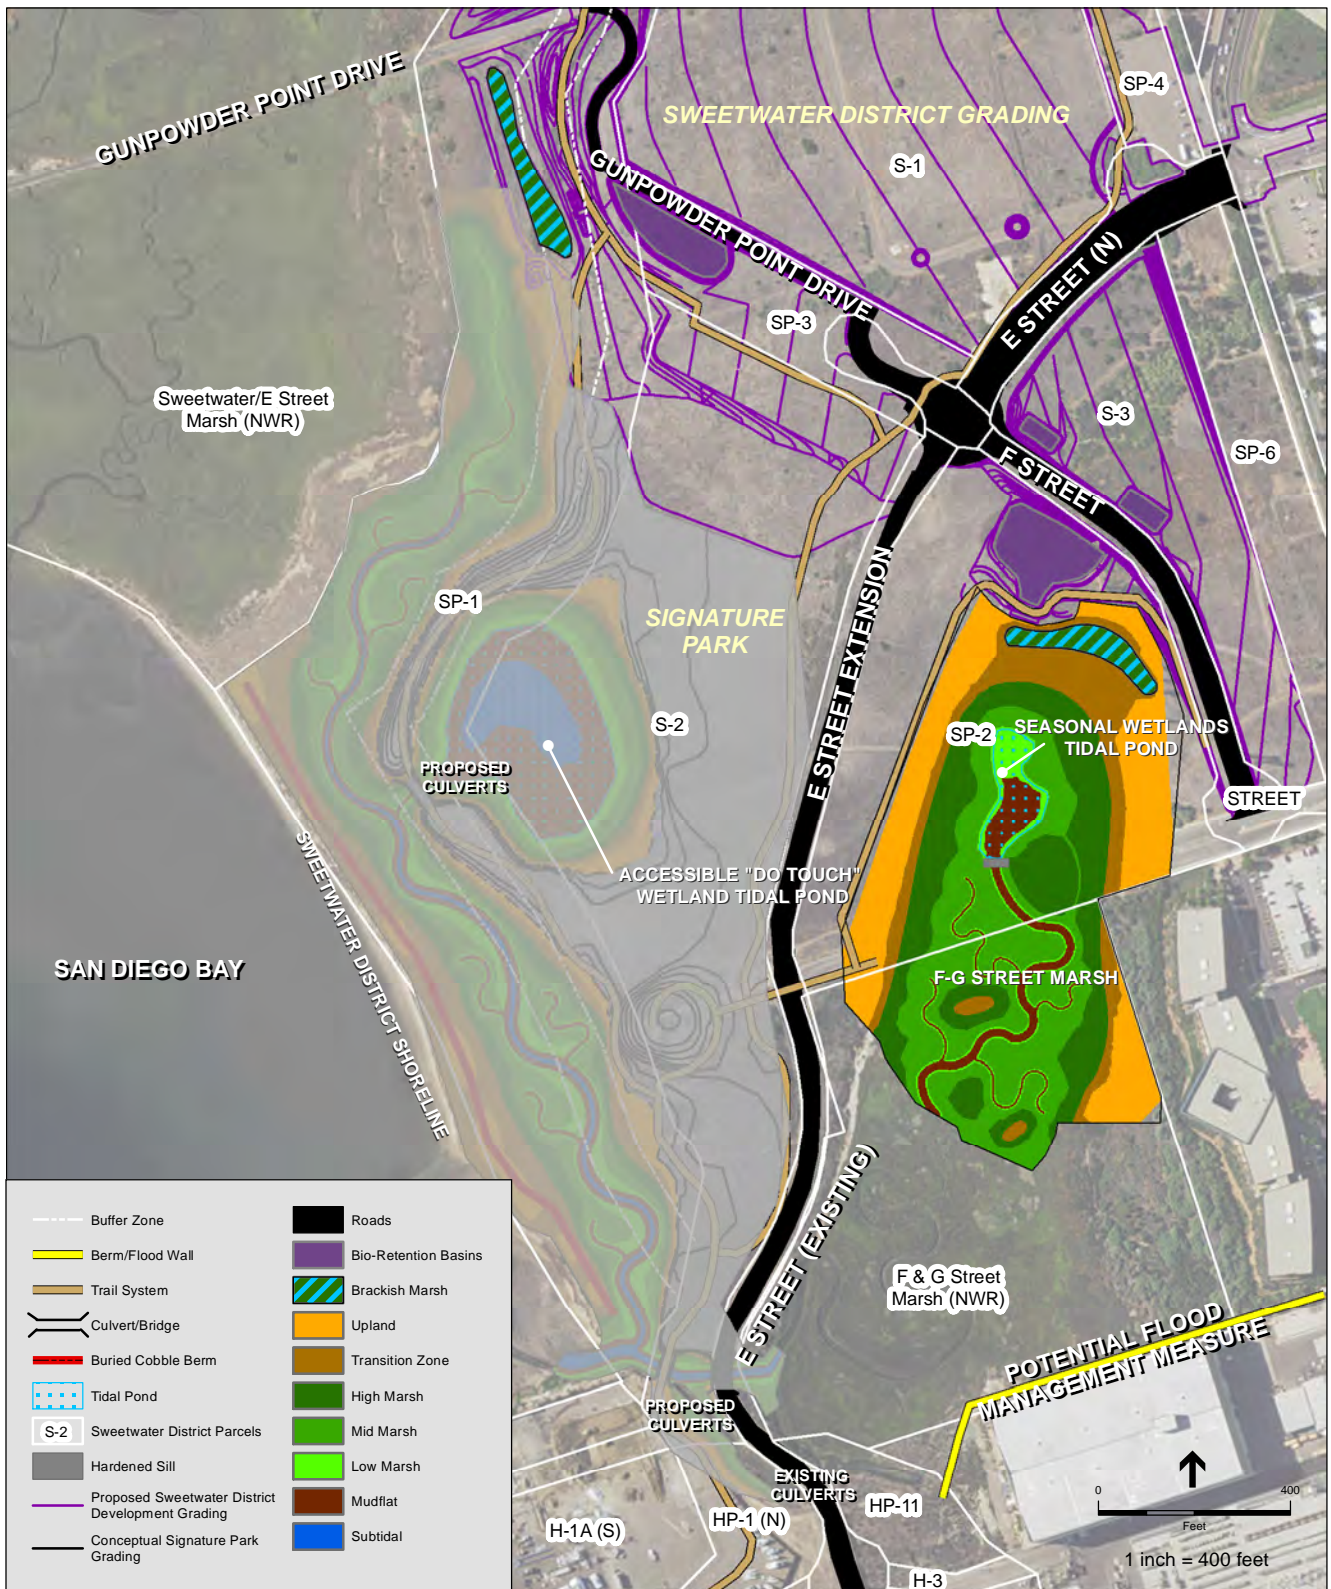 GUNPOWDER POINT DRIVE
SWEETWATER DISTRICT GRADING
SP-4
S-1
GUNPOWDER POINT DRIVE
E STREET (N)
SP-3
Sweetwater/E Street
Marsh (NWR)
S-3
SP-6
F STREET
SP-1
SIGNATURE
PARK
E STREET EXTENSION
S-2
SP-2
SEASONAL WETLANDS
TIDAL POND
PROPOSED
CULVERTS
STREET
ACCESSIBLE "DO TOUCH"
WETLAND TIDAL POND
SWEETWATER DISTRICT SHORELINE
SAN DIEGO BAY
F-G STREET MARSH
E STREET (EXISTING)
F & G Street
Marsh (NWR)
POTENTIAL FLOOD
MANAGEMENT MEASURE
PROPOSED
CULVERTS
EXISTING
CULVERTS
HP-11
HP-1 (N)
H-1A (S)
H-3
Buffer Zone
Berm/Flood Wall
Trail System
Culvert/Bridge
Buried Cobble Berm
Tidal Pond
S-2 Sweetwater District Parcels
Hardened Sill
Proposed Sweetwater District
Development Grading
Conceptual Signature Park
Grading
Roads
Bio-Retention Basins
Brackish Marsh
Upland
Transition Zone
High Marsh
Mid Marsh
Low Marsh
Mudflat
Subtidal
0 400
Feet
1 inch = 400 feet